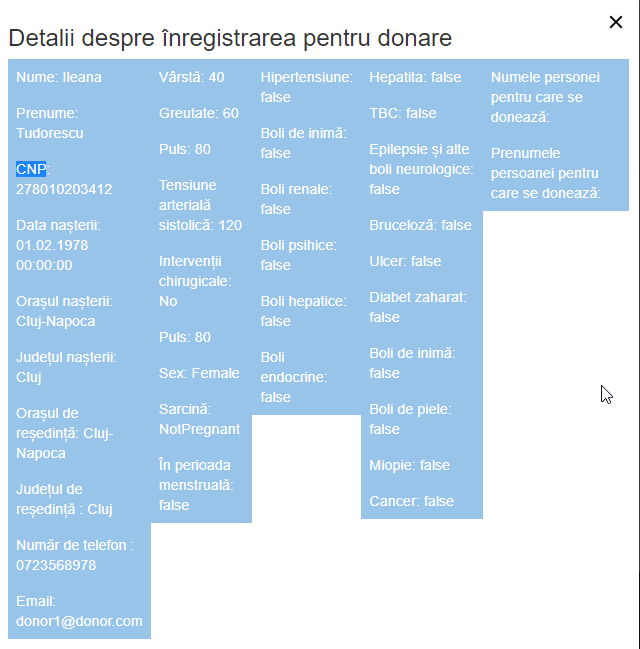 Detalii despre înregistrarea pentru donare
Nume: Ileana
Prenume:
Tudorescu
CNP:
278010203412
Data nașterii:
01.02.1978
00:00:00
Orașul nașterii:
Cluj-Napoca
Județul nașterii:
Cluj
Orașul de
reședință: Cluj-
Napoca
Județul de
reședință : Cluj
Număr de telefon :
0723568978
Email:
donor1@donor.com
Vârstă: 40
Greutate: 60
Puls: 80
Tensiune
arterială
sistolică: 120
Intervenții
chirugicale:
No
Puls: 80
Sex: Female
Sarcină:
NotPregnant
În perioada
menstruală:
false
Hipertensiune:
false
Boli de inimă:
false
Boli renale:
false
Boli psihice:
false
Boli hepatice:
false
Boli
endocrine:
false
Hepatita: false
TBC: false
Epilepsie și alte
boli neurologice:
false
Bruceloză: false
Ulcer: false
Diabet zaharat:
false
Boli de inimă:
false
Boli de piele:
false
Miopie: false
Cancer: false
Numele personei
pentru care se
donează:
Prenumele
persoanei pentru
care se donează: